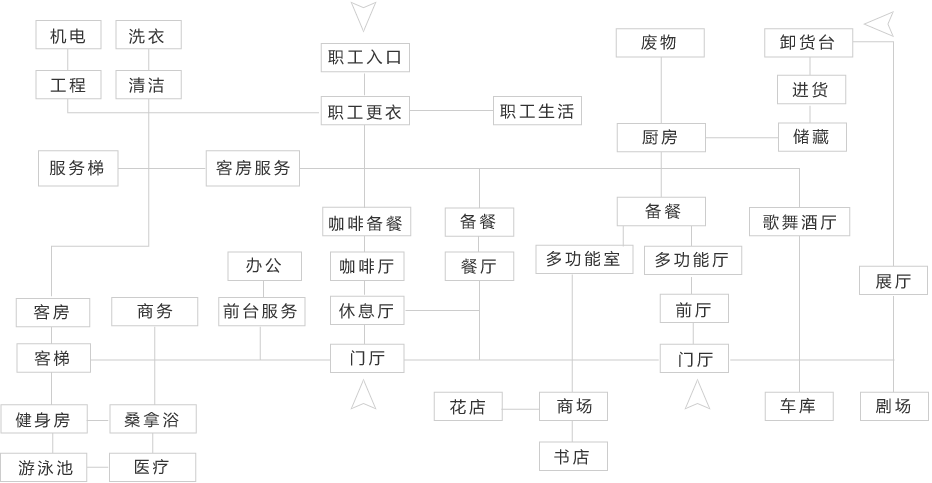 机电
洗衣
职工入口
废物
卸货台
工程
清洁
进货
职工更衣
职工生活
厨房
储藏
服务梯
客房服务
咖啡备餐
备餐
备餐
歌舞酒厅
办公
咖啡厅
餐厅
多功能室
多功能厅
展厅
客房
商务
前台服务
休息厅
前厅
客梯
门厅
门厅
健身房
桑拿浴
花店
商场
车库
剧场
游泳池
医疗
书店